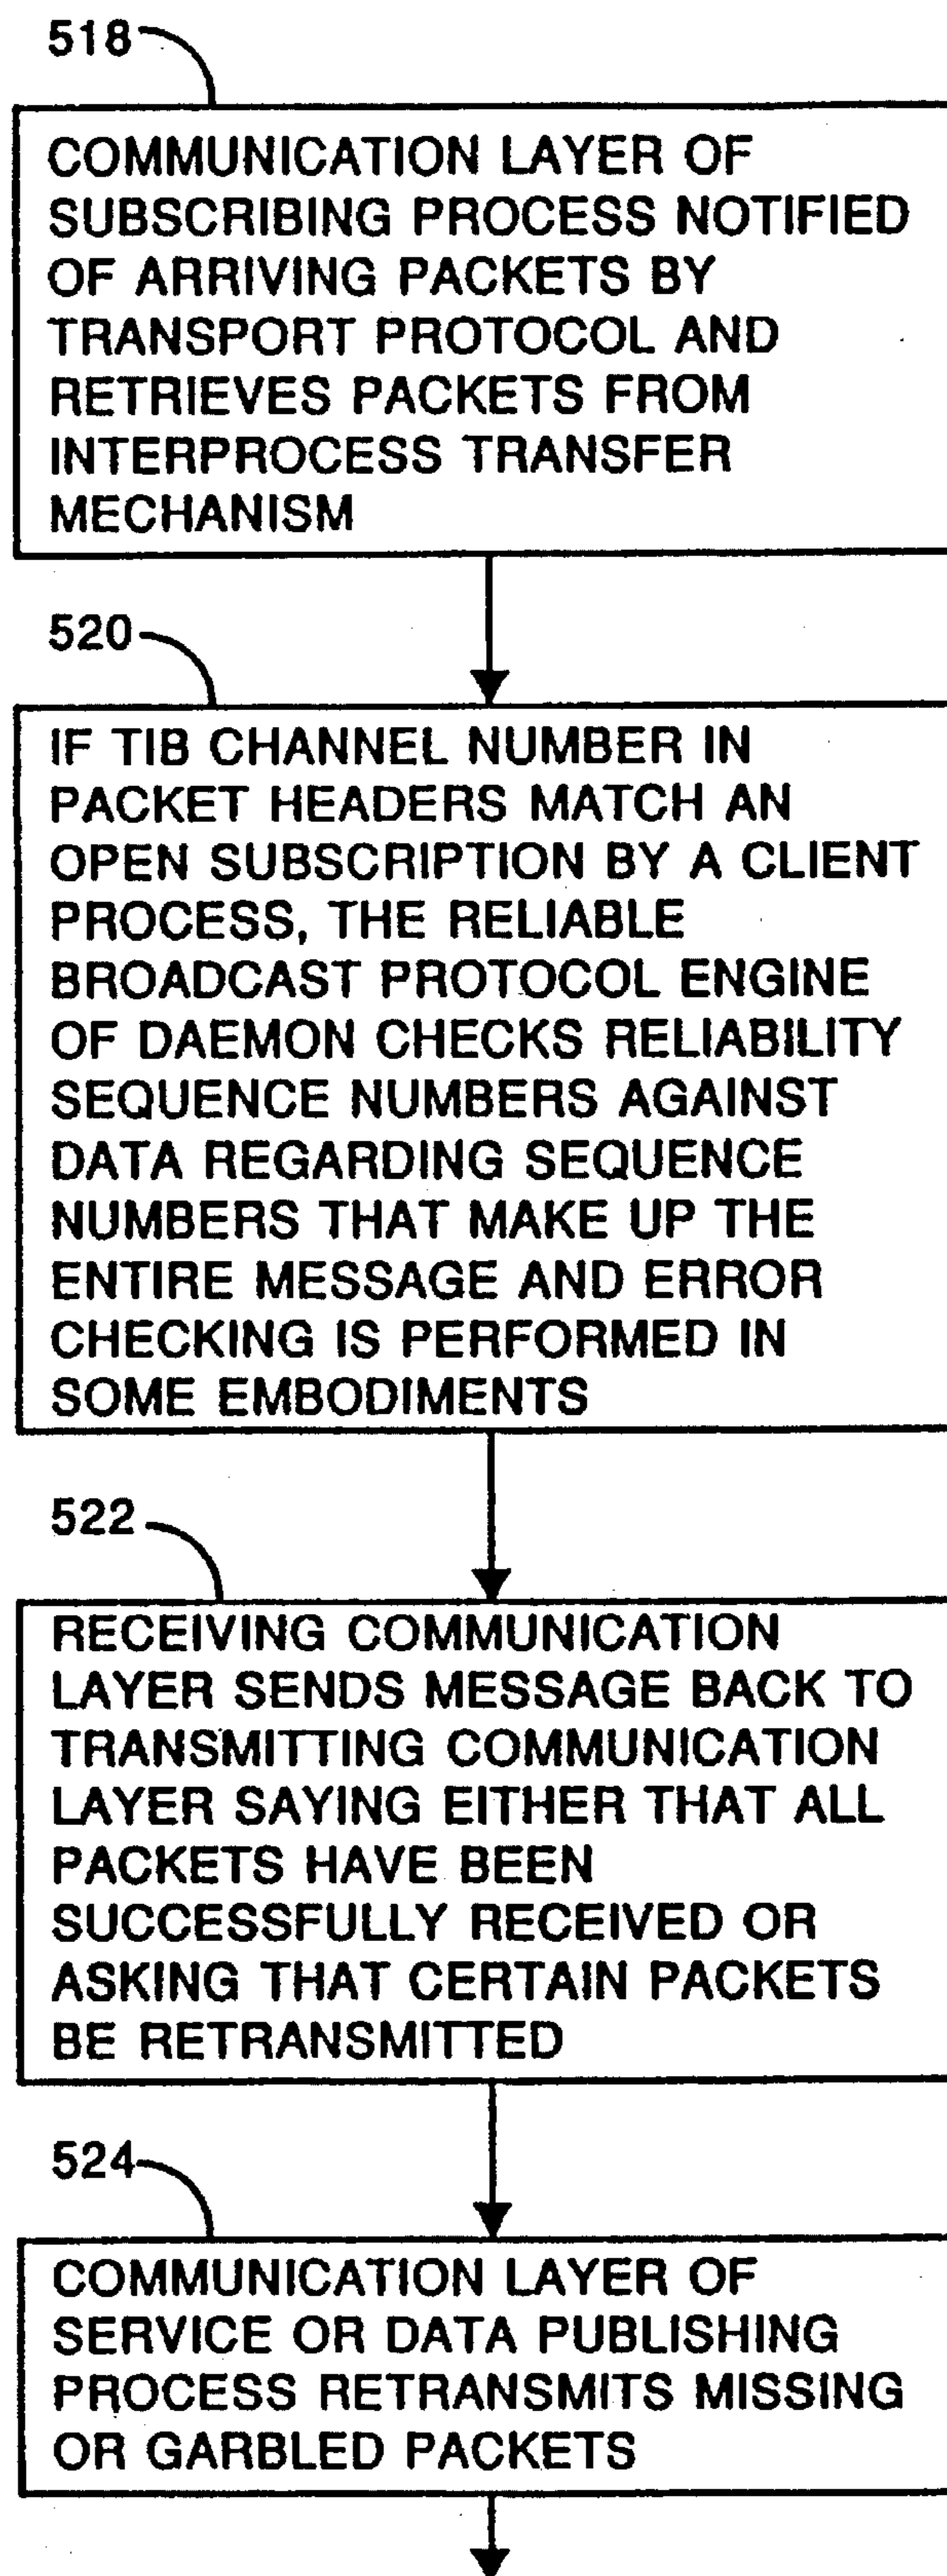 518
COMMUNICATION LAYER OF
SUBSCRIBING PROCESS NOTIFIED
OF ARRIVING PACKETS BY
TRANSPORT PROTOCOL AND
RETRIEVES PACKETS FROM
INTERPROCESS TRANSFER
MECHANISM
520
IF TIB CHANNEL NUMBER IN
PACKET HEADERS MATCH AN
OPEN SUBSCRIPTION BY A CLIENT
PROCESS, THE RELIABLE
BROADCAST PROTOCOL ENGINE
OF DAEMON CHECKS RELIABILITY
SEQUENCE NUMBERS AGAINST
DATA REGARDING SEQUENCE
NUMBERS THAT MAKE UP THE
ENTIRE MESSAGE AND ERROR
CHECKING IS PERFORMED IN
SOME EMBODIMENTS
522
RECEIVING COMMUNICATION
LAYER SENDS MESSAGE BACK TO
TRANSMITTING COMMUNICATION
LAYER SAYING EITHER THAT ALL
PACKETS HAVE BEEN
SUCCESSFULLY RECEIVED OR
ASKING THAT CERTAIN PACKETS
BE RETRANSMITTED
524
COMMUNICATION LAYER OF
SERVICE OR DATA PUBLISHING
PROCESS RETRANSMITS MISSING
OR GARBLED PACKETS